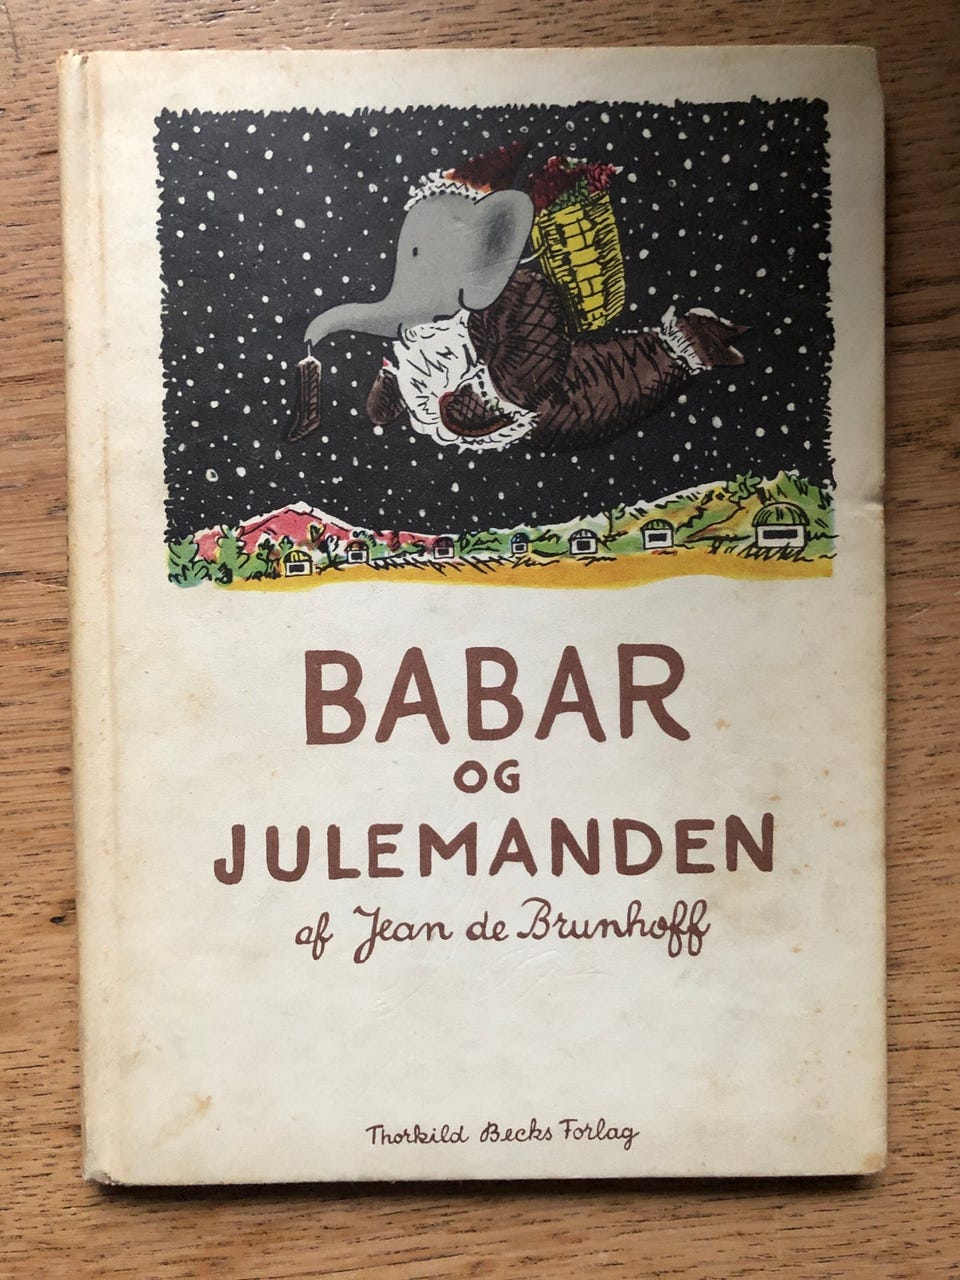 BABAR
OG
JULEMANDEN
af Jean de Brunhoff
Thorkild Becks Forlag